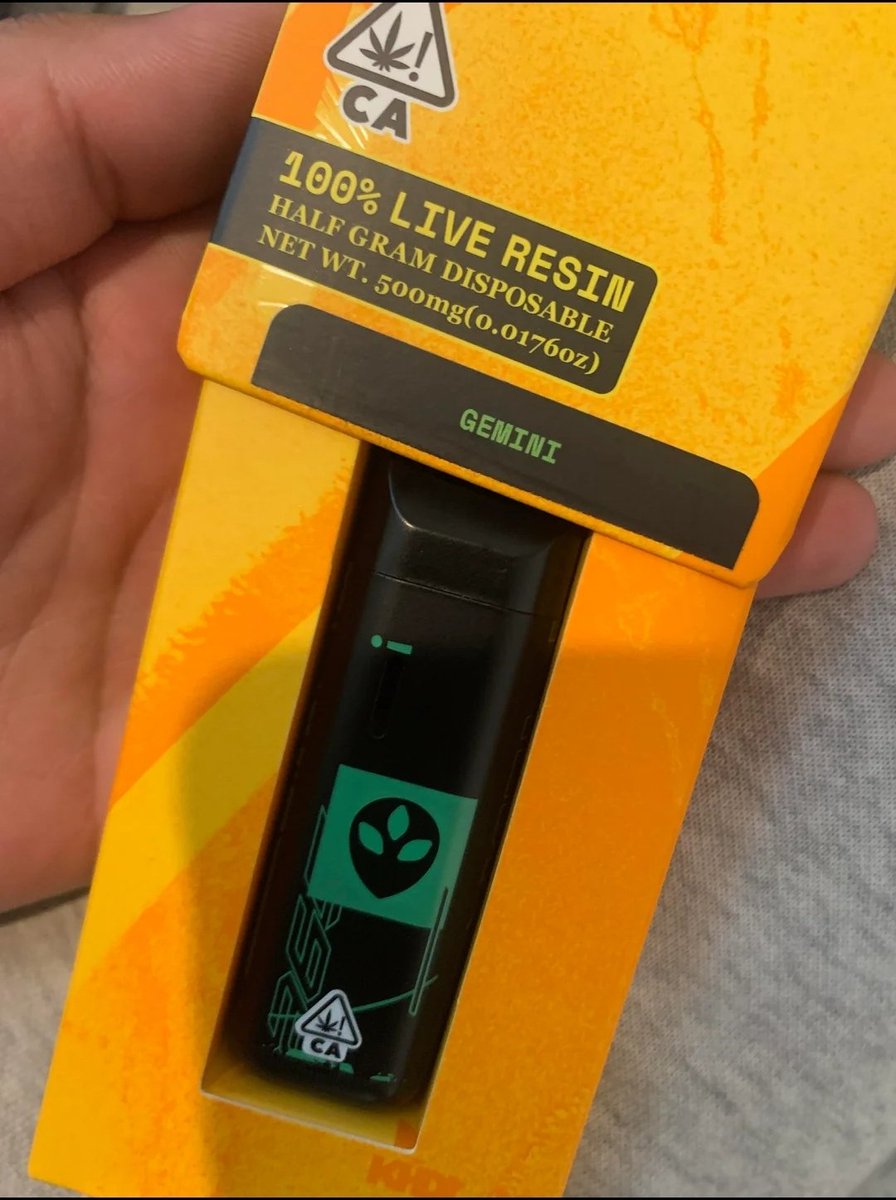 CA
100% LIVE RESIN
HALF GRAM DISPOSABLE
NET WT. 500mg(0.0176oz)
GEMINI
CA